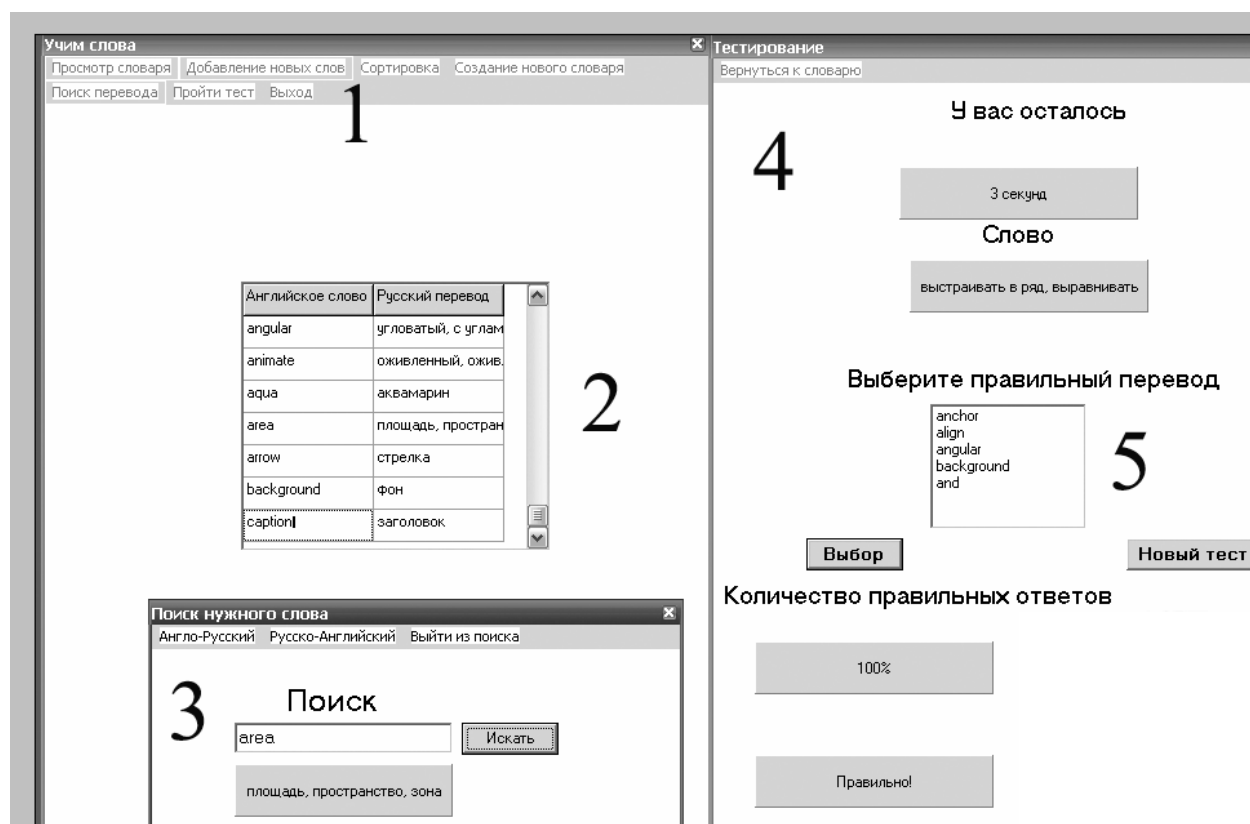 Учим слова
Просмотр словаря Добавление новых слов Сортировка Создание нового словаря
Поиск перевода Пройти тест Выход
1
Английское слово Русский перевод
angular угловатый, с углам
animate оживленный, ожив.
aqua аквамарин
area площадь, простран
arrow стрелка
background фон
caption заголовок
2
Поиск нужного слова
Англо-Русский Русско-Английский Выйти из поиска
3
Поиск
area Искать
площадь, пространство, зона
Тестирование
Вернуться к словарю
У вас осталось
4
3 секунд
Слово
выстраивать в ряд, выравнивать
Выберите правильный перевод
anchor
align
angular
background
and
5
Выбор Новый тест
Количество правильных ответов
100%
Правильно!